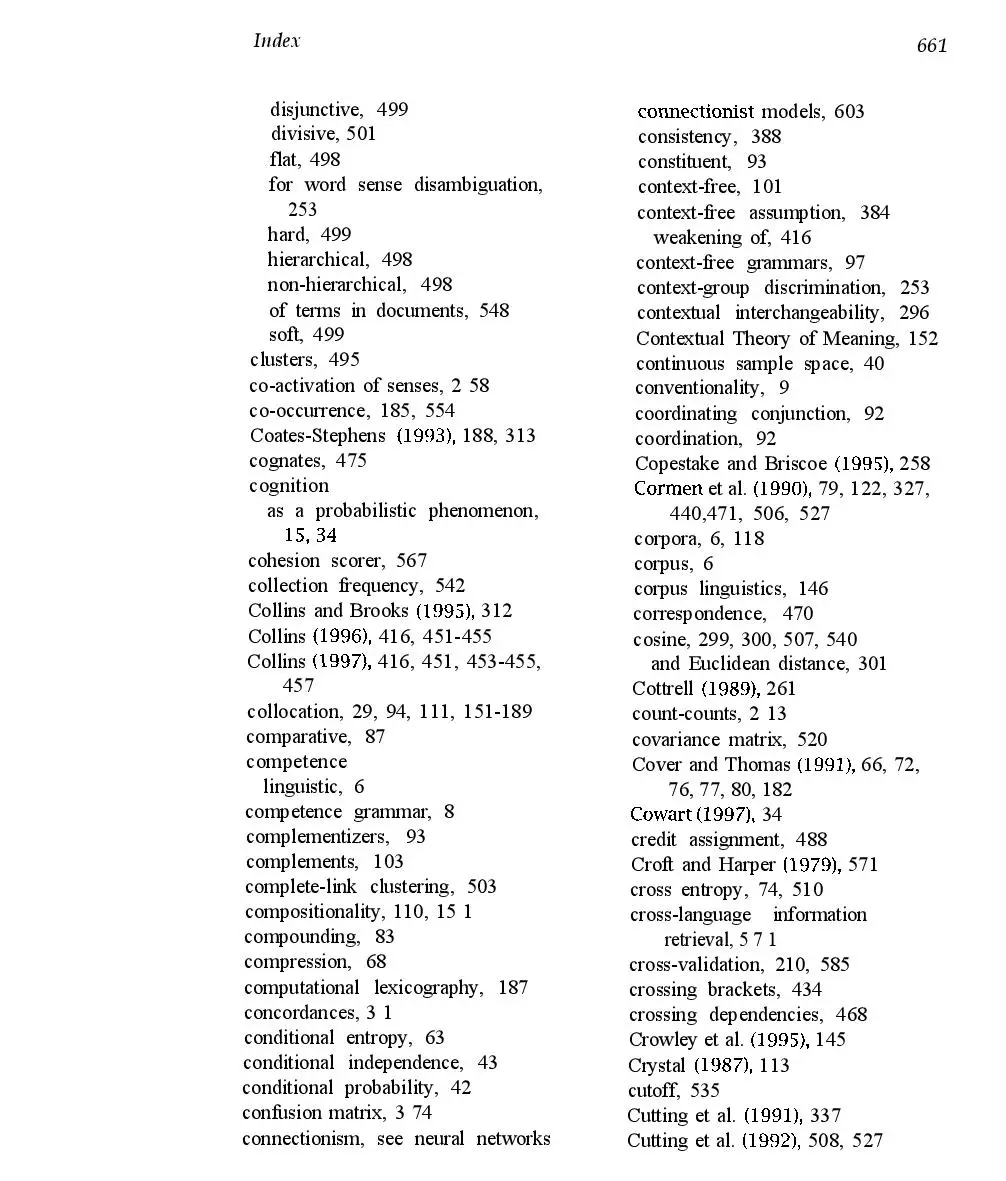 Index
661
disjunctive, 499
divisive, 501
flat, 498
for word sense disambiguation,
253
hard, 499
hierarchical, 498
non-hierarchical, 498
of terms in documents, 548
soft, 499
clusters, 495
co-activation of senses, 2 58
co-occurrence, 185, 554
Coates-Stephens (1993), 188, 313
cognates, 475
cognition
as a probabilistic phenomenon,
15, 34
cohesion scorer, 567
collection frequency, 542
Collins and Brooks (1995), 312
Collins (1996), 416, 451-455
Collins (1997), 416, 451, 453-455,
457
collocation, 29, 94, 111, 151-189
comparative, 87
competence
linguistic, 6
competence grammar, 8
complementizers, 93
complements, 103
complete-link clustering, 503
compositionality, 110, 15 1
compounding, 83
compression, 68
computational lexicography, 187
concordances, 3 1
conditional entropy, 63
conditional independence, 43
conditional probability, 42
confusion matrix, 3 74
connectionism, see neural networks
connectionist models, 603
consistency, 388
constituent, 93
context-free, 101
context-free assumption, 384
weakening of, 416
context-free grammars, 97
context-group discrimination, 253
contextual interchangeability, 296
Contextual Theory of Meaning, 152
continuous sample space, 40
conventionality, 9
coordinating conjunction, 92
coordination, 92
Copestake and Briscoe (1995), 258
Cormen et al. (1990), 79, 122, 327,
440,471, 506, 527
corpora, 6, 118
corpus, 6
corpus linguistics, 146
correspondence, 470
cosine, 299, 300, 507, 540
and Euclidean distance, 301
Cottrell (1989), 261
count-counts, 2 13
covariance matrix, 520
Cover and Thomas (1991), 66, 72,
76, 77, 80, 182
Cowart (1997), 34
credit assignment, 488
Croft and Harper (1979), 571
cross entropy, 74, 510
cross-language information
retrieval, 5 7 1
cross-validation, 210, 585
crossing brackets, 434
crossing dependencies, 468
Crowley et al. (1995), 145
Crystal (1987), 113
cutoff, 535
Cutting et al. (1991), 337
Cutting et al. (1992), 508, 527